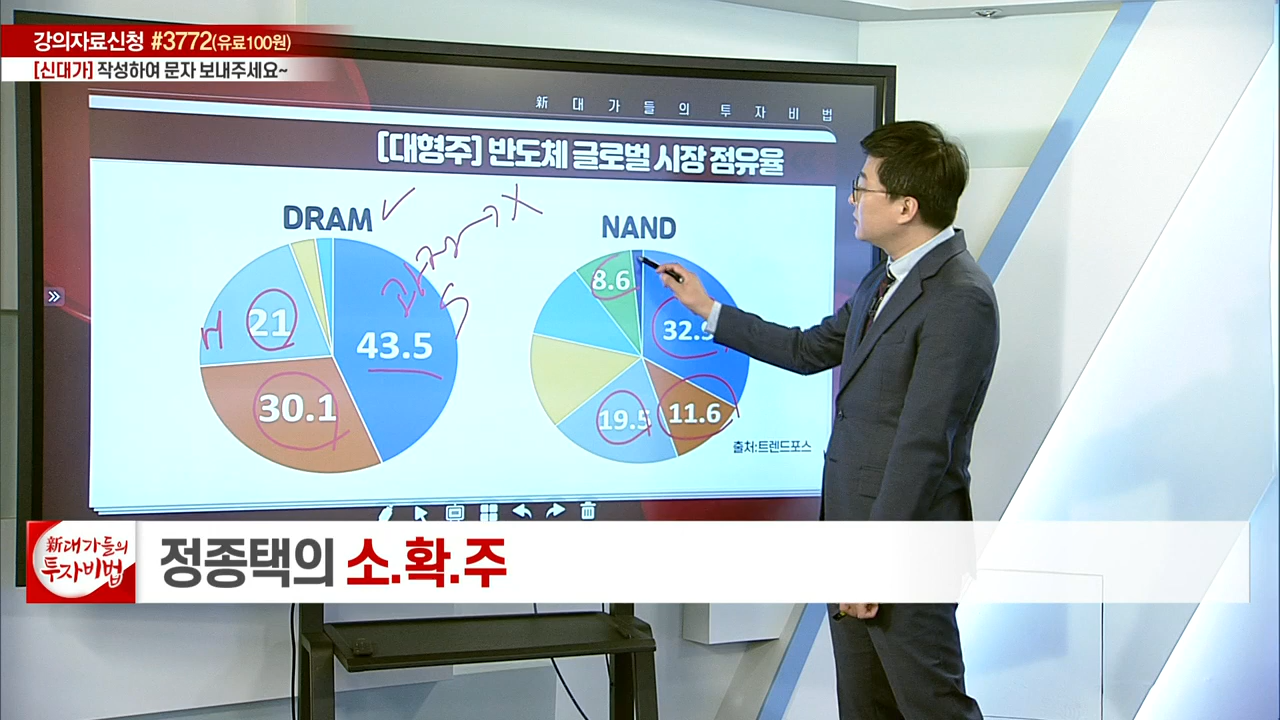 강의자료신청 #3772(유료100원)
[신대가] 작성하여 문자 보내주세요~
新대가들의 투자비법
[대형주] 반도체 글로벌 시장 점유율
DRAM
NAND
43.5
30.1
21
S
H
X
8.6
11.6
19.5
출처:트렌드포스
新대가들의
투자비법
정종택의 소.확.주